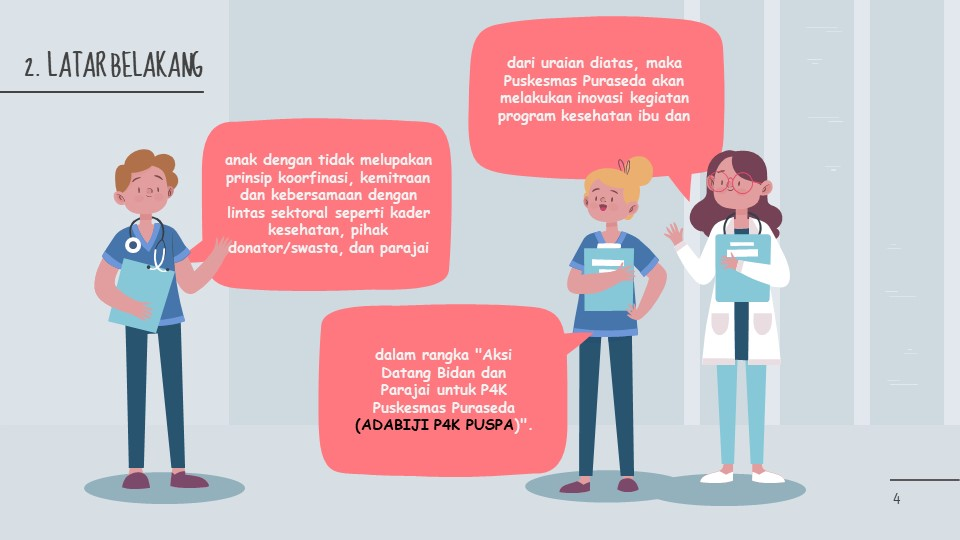 2. LATAR BELAKANG
dari uraian diatas, maka
Puskesmas Puraseda akan
melakukan inovasi kegiatan
program kesehatan ibu dan
anak dengan tidak melupakan
prinsip koorfinasi, kemitraan
dan kebersamaan dengan
lintas sektoral seperti kader
kesehatan, pihak
donator/swasta, dan parajai
dalam rangka "Aksi
Datang Bidan dan
Parajai untuk P4K
Puskesmas Puraseda
(ADABIJI P4K PUSPA)".
4